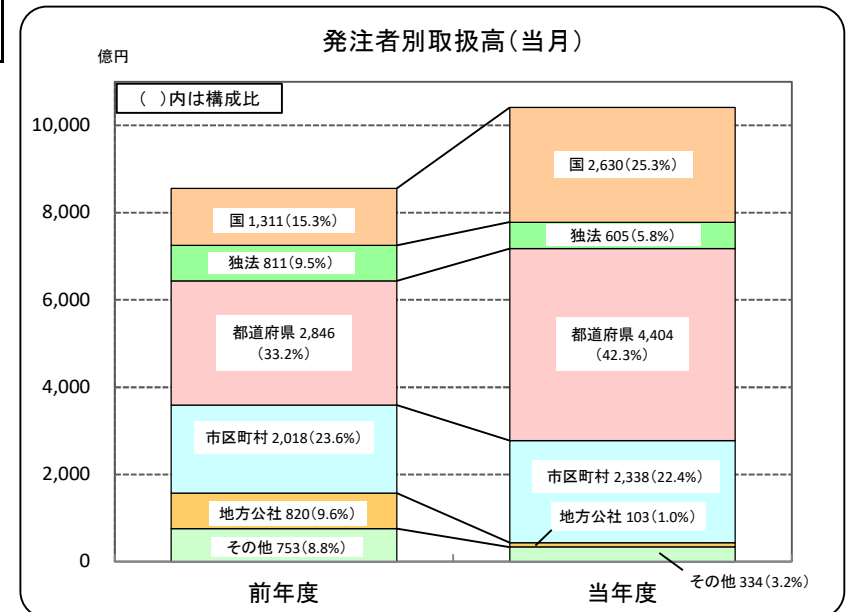 発注者別取扱高(当月)
億円
(　)内は構成比
10,000
8,000
6,000
4,000
2,000
0
国 1,311(15.3%)
独法 811(9.5%)
都道府県 2,846
(33.2%)
市区町村 2,018(23.6%)
地方公社 820(9.6%)
その他 753(8.8%)
国 2,630(25.3%)
独法 605(5.8%)
都道府県 4,404
(42.3%)
市区町村 2,338(22.4%)
地方公社 103(1.0%)
その他 334(3.2%)
前年度
当年度